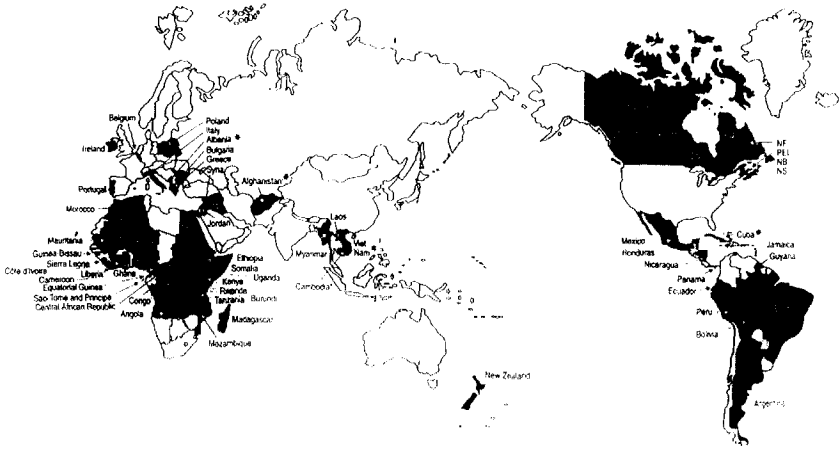 Belgium
Poland
Italy
Albania *
Bulgaria
Greece
Syria
Ireland
Portugal
Afghanistan
Morocco
Jordan
Laos
Viet
Nam
Myanmar
Cambodia
Mauritania
Guinea Bissau
Sierra Leone
Côte d'Ivoire
Liberia
Ghana
Cameroon
Equatorial Guinea
Sao Tome and Principe
Central African Republic
Congo
Angola
Ethiopia
Somalia
Uganda
Kenya
Rwanda
Tanzania
Burundi
Madagascar
Mozambique
New Zealand
NF
PEI
NB
NS
Mexico
Honduras
Nicaragua
Cuba
Jamaica
Guyana
Panama
Ecuador
Peru
Bolivia
Argentina